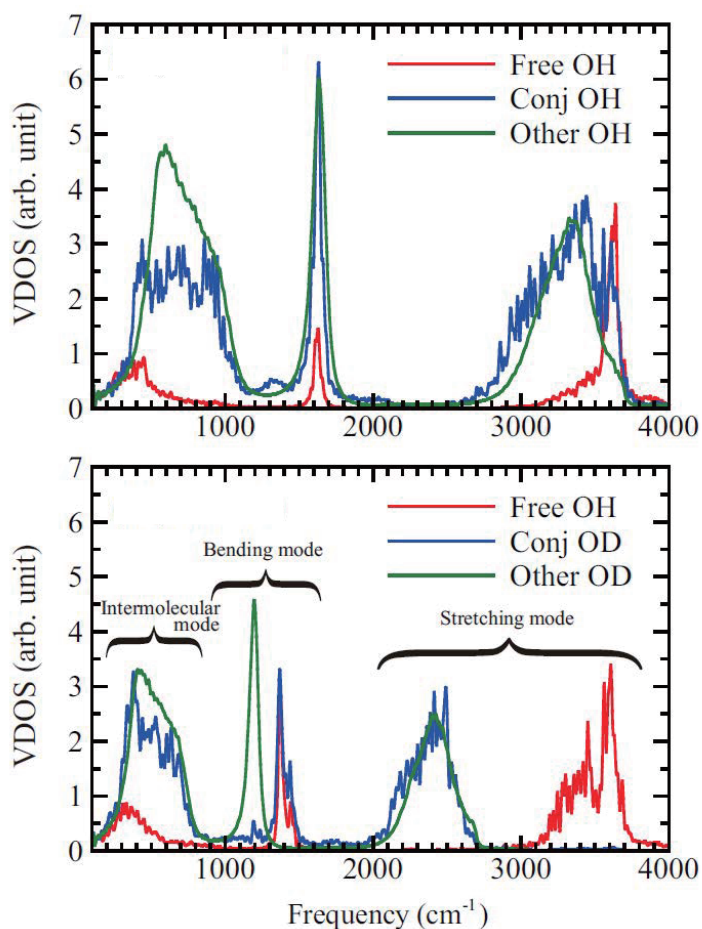 7
6
5
4
3
2
1
0
VDOS (arb. unit)
Free OH
Conj OH
Other OH
1000 2000 3000 4000
7
6
5
4
3
2
1
0
VDOS (arb. unit)
Free OH
Conj OD
Other OD
Bending mode
Intermolecular
mode
Stretching mode
1000 2000 3000 4000
Frequency (cm⁻¹)